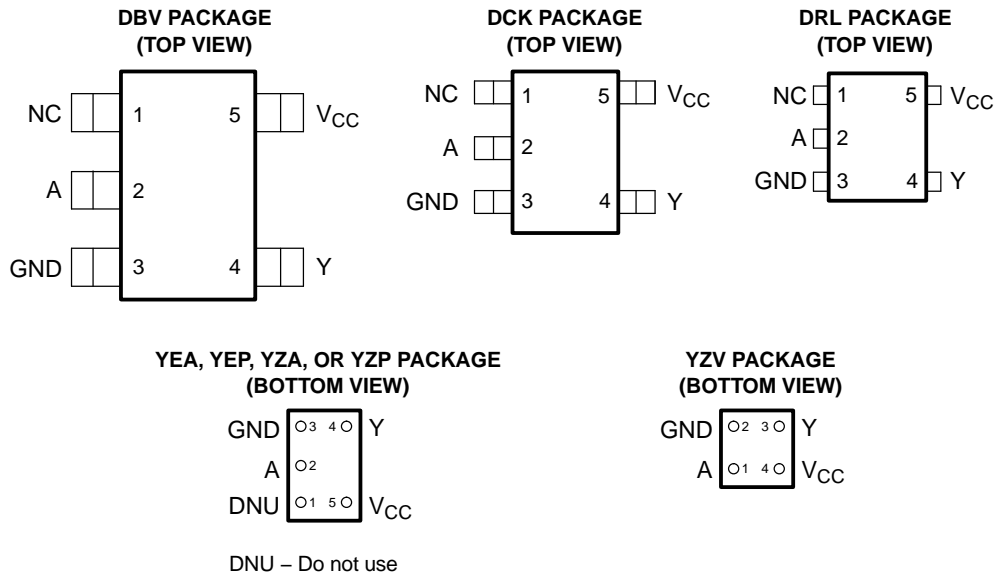 DBV PACKAGE
(TOP VIEW)
NC 1 5 VCC
A 2
GND 3 4 Y
DCK PACKAGE
(TOP VIEW)
NC 1 5 VCC
A 2
GND 3 4 Y
DRL PACKAGE
(TOP VIEW)
NC 1 5 VCC
A 2
GND 3 4 Y
YEA, YEP, YZA, OR YZP PACKAGE
(BOTTOM VIEW)
GND 3 4 Y
A 2
DNU 1 5 VCC
DNU – Do not use
YZV PACKAGE
(BOTTOM VIEW)
GND 2 3 Y
A 1 4 VCC